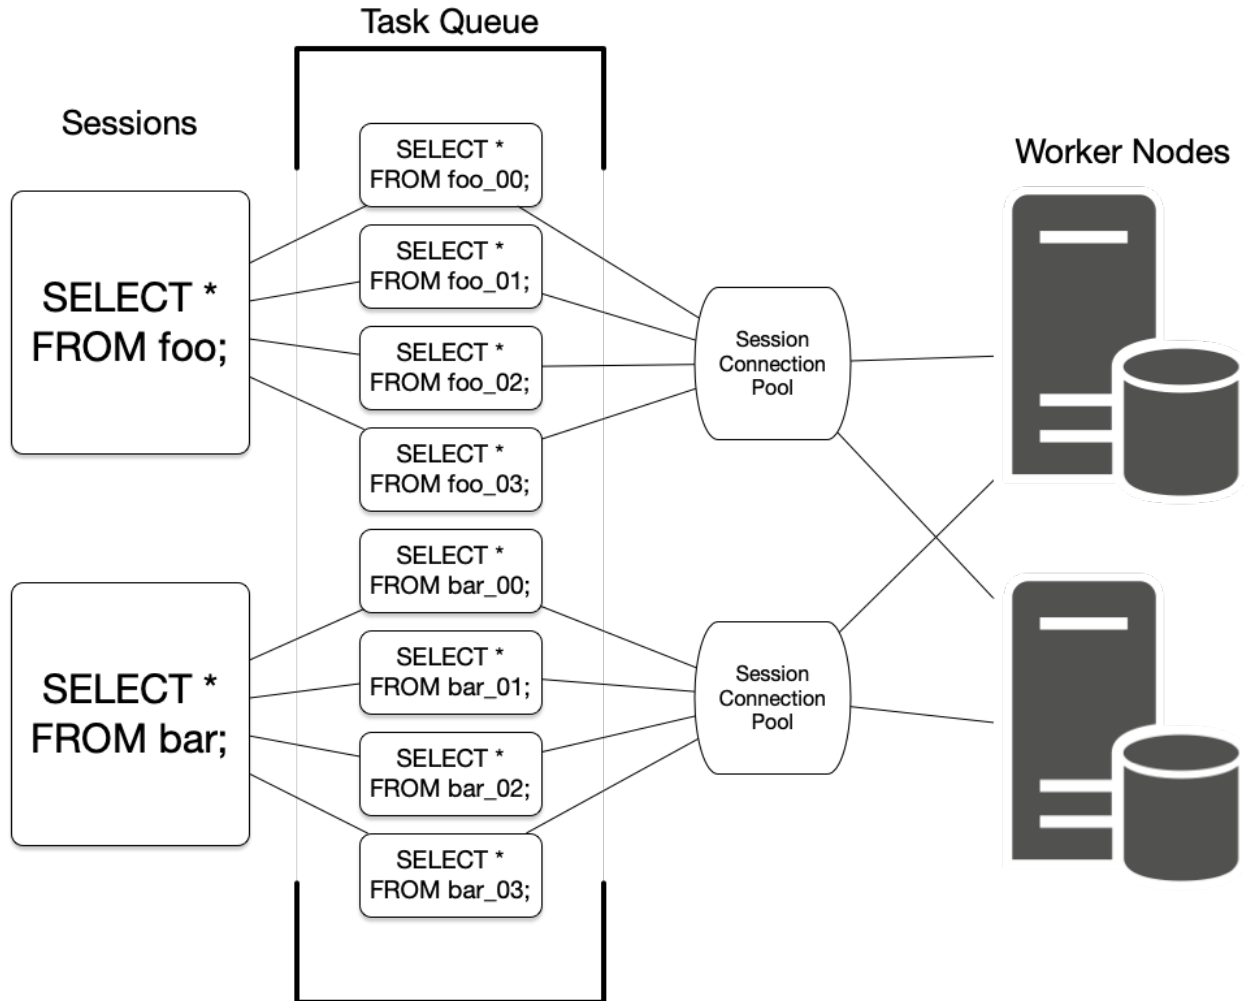 Task Queue
Sessions
Worker Nodes
SELECT *
FROM foo;
SELECT *
FROM foo_00;
SELECT *
FROM foo_01;
SELECT *
FROM foo_02;
SELECT *
FROM foo_03;
Session
Connection
Pool
SELECT *
FROM bar;
SELECT *
FROM bar_00;
SELECT *
FROM bar_01;
SELECT *
FROM bar_02;
SELECT *
FROM bar_03;
Session
Connection
Pool